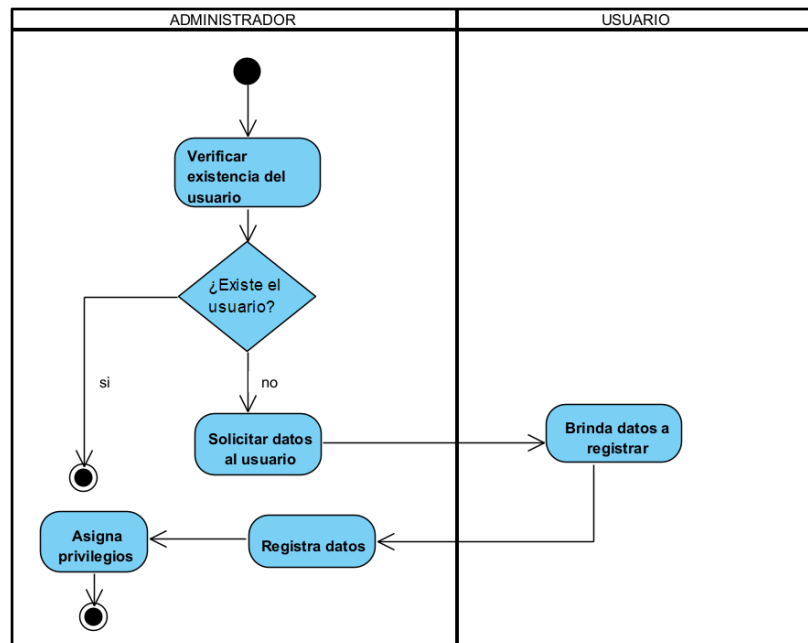 ADMINISTRADOR
USUARIO
Verificar
existencia del
usuario
¿Existe el
usuario?
si
no
Solicitar datos
al usuario
Brinda datos a
registrar
Asigna
privilegios
Registra datos